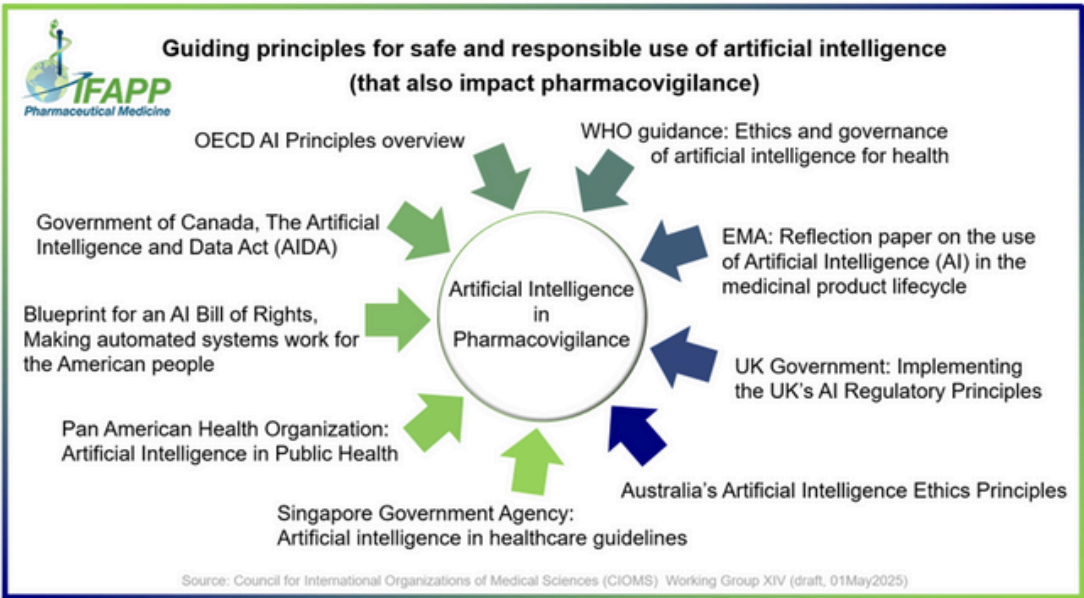 Guiding principles for safe and responsible use of artificial intelligence
(that also impact pharmacovigilance)
IFAPP
Pharmaceutical Medicine
OECD AI Principles overview
WHO guidance: Ethics and governance
of artificial intelligence for health
Government of Canada, The Artificial
Intelligence and Data Act (AIDA)
EMA: Reflection paper on the use
of Artificial Intelligence (AI) in the
medicinal product lifecycle
Artificial Intelligence
in
Pharmacovigilance
Blueprint for an AI Bill of Rights,
Making automated systems work for
the American people
UK Government: Implementing
the UK's AI Regulatory Principles
Pan American Health Organization:
Artificial Intelligence in Public Health
Australia's Artificial Intelligence Ethics Principles
Singapore Government Agency:
Artificial intelligence in healthcare guidelines
Source: Council for International Organizations of Medical Sciences (CIOMS) Working Group XIV (draft, 01May2025)